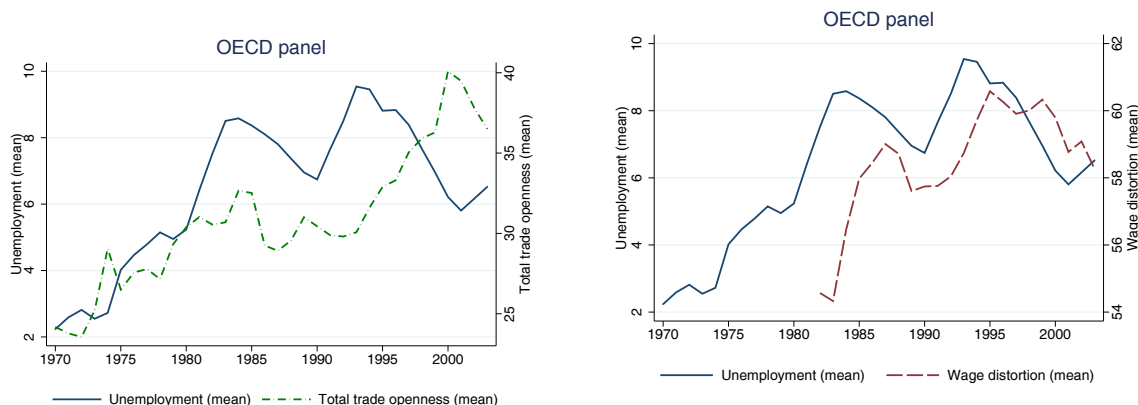 OECD panel
Unemployment (mean)
2
4
6
8
10
Total trade openness (mean)
25
30
35
40
1970 1975 1980 1985 1990 1995 2000
Unemployment (mean) Total trade openness (mean)
OECD panel
Unemployment (mean)
2
4
6
8
10
Wage distortion (mean)
54
56
58
60
62
1970 1975 1980 1985 1990 1995 2000
Unemployment (mean) Wage distortion (mean)